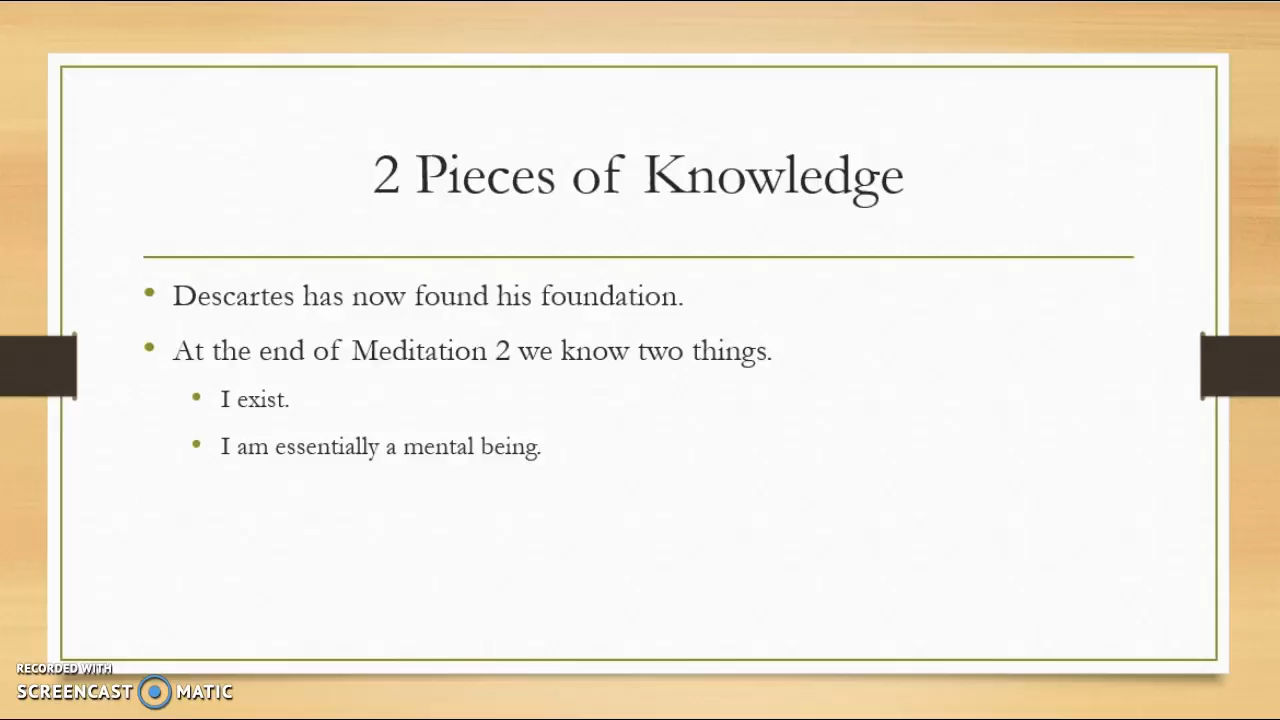 2 Pieces of Knowledge
• Descartes has now found his foundation.
• At the end of Meditation 2 we know two things.
• I exist.
• I am essentially a mental being.
RECORDED WITH
SCREENCAST MATIC